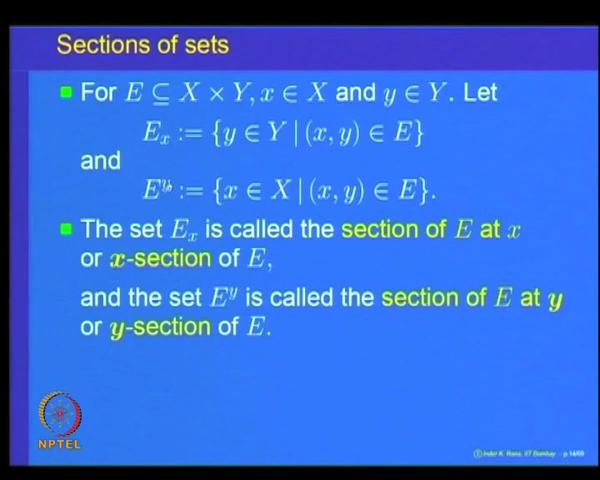 Sections of sets
For E ⊆ X × Y, x ∈ X and y ∈ Y. Let
E_x := {y ∈ Y | (x, y) ∈ E}
and
E^y := {x ∈ X | (x, y) ∈ E}.
The set E_x is called the section of E at x
or x-section of E,
and the set E^y is called the section of E at y
or y-section of E.
NPTEL
© Inder K. Rana, IIT Bombay - p.14/69